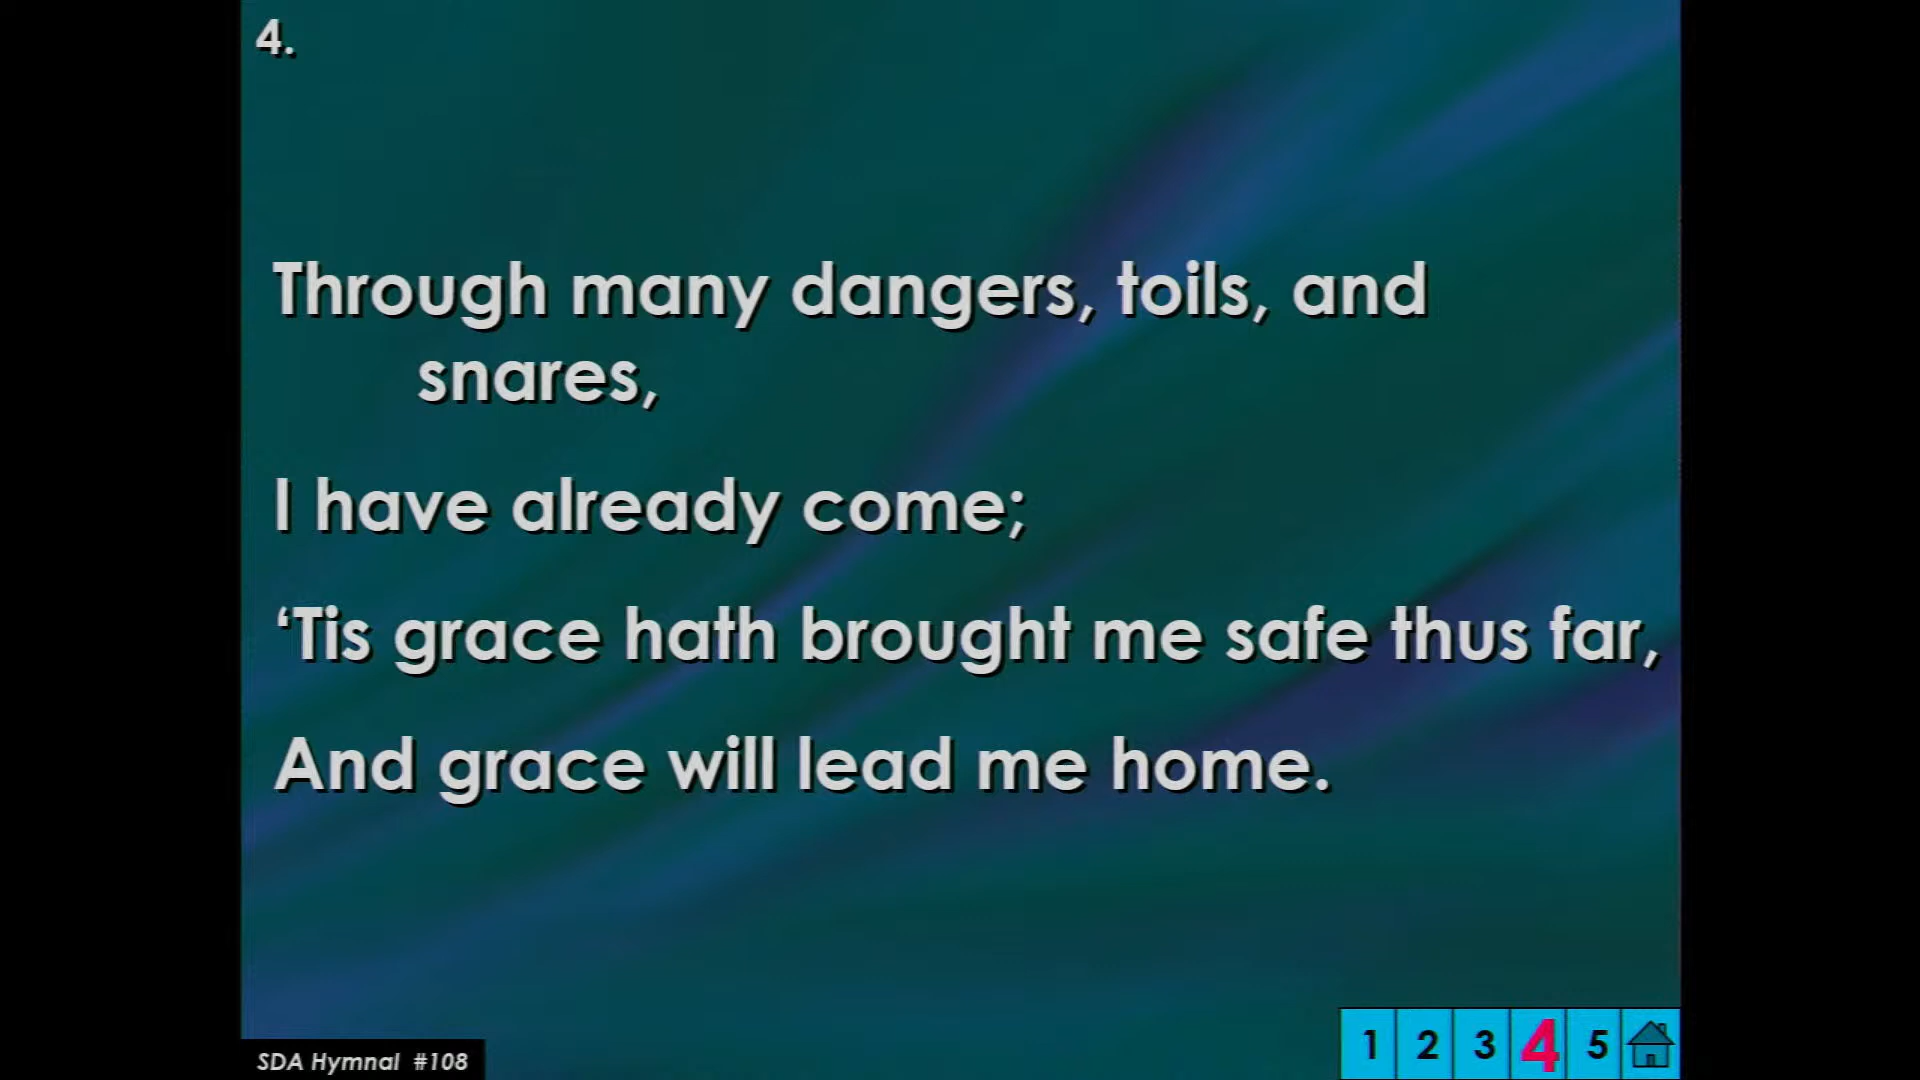 4.
Through many dangers, toils, and
snares,
I have already come;
‘Tis grace hath brought me safe thus far,
And grace will lead me home.
SDA Hymnal #108
1 2 3 4 5